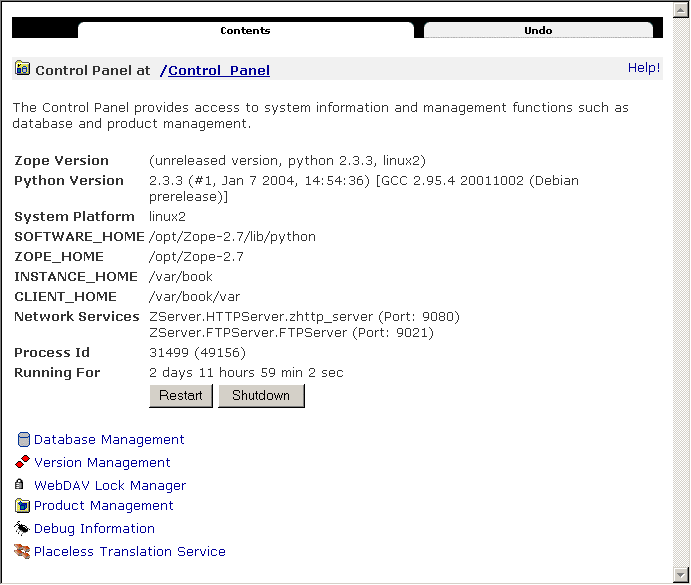 Contents Undo
Control Panel at /Control_Panel Help!
The Control Panel provides access to system information and management functions such as
database and product management.
Zope Version (unreleased version, python 2.3.3, linux2)
Python Version 2.3.3 (#1, Jan 7 2004, 14:54:36) [GCC 2.95.4 20011002 (Debian
prerelease)]
System Platform linux2
SOFTWARE_HOME /opt/Zope-2.7/lib/python
ZOPE_HOME /opt/Zope-2.7
INSTANCE_HOME /var/book
CLIENT_HOME /var/book/var
Network Services ZServer.HTTPServer.zhttp_server (Port: 9080)
ZServer.FTPServer.FTPServer (Port: 9021)
Process Id 31499 (49156)
Running For 2 days 11 hours 59 min 2 sec
Restart Shutdown
Database Management
Version Management
WebDAV Lock Manager
Product Management
Debug Information
Placeless Translation Service